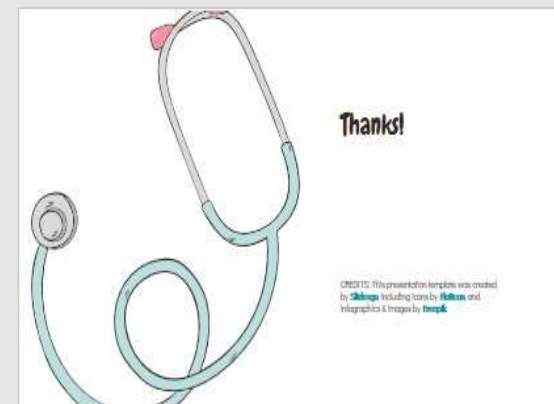 Thanks!
CREDITS: This presentation template was created
by Slidesgo, including icons by Flaticon, and
infographics & images by Freepik